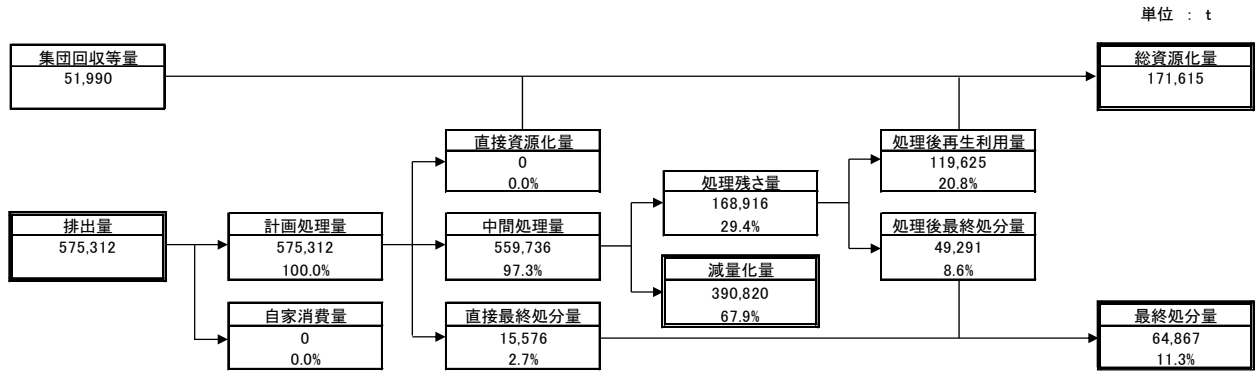 単位 : t
集団回収等量
51,990
総資源化量
171,615
直接資源化量
0
0.0%
処理後再生利用量
119,625
20.8%
処理残さ量
168,916
29.4%
排出量
575,312
計画処理量
575,312
100.0%
中間処理量
559,736
97.3%
処理後最終処分量
49,291
8.6%
減量化量
390,820
67.9%
自家消費量
0
0.0%
直接最終処分量
15,576
2.7%
最終処分量
64,867
11.3%